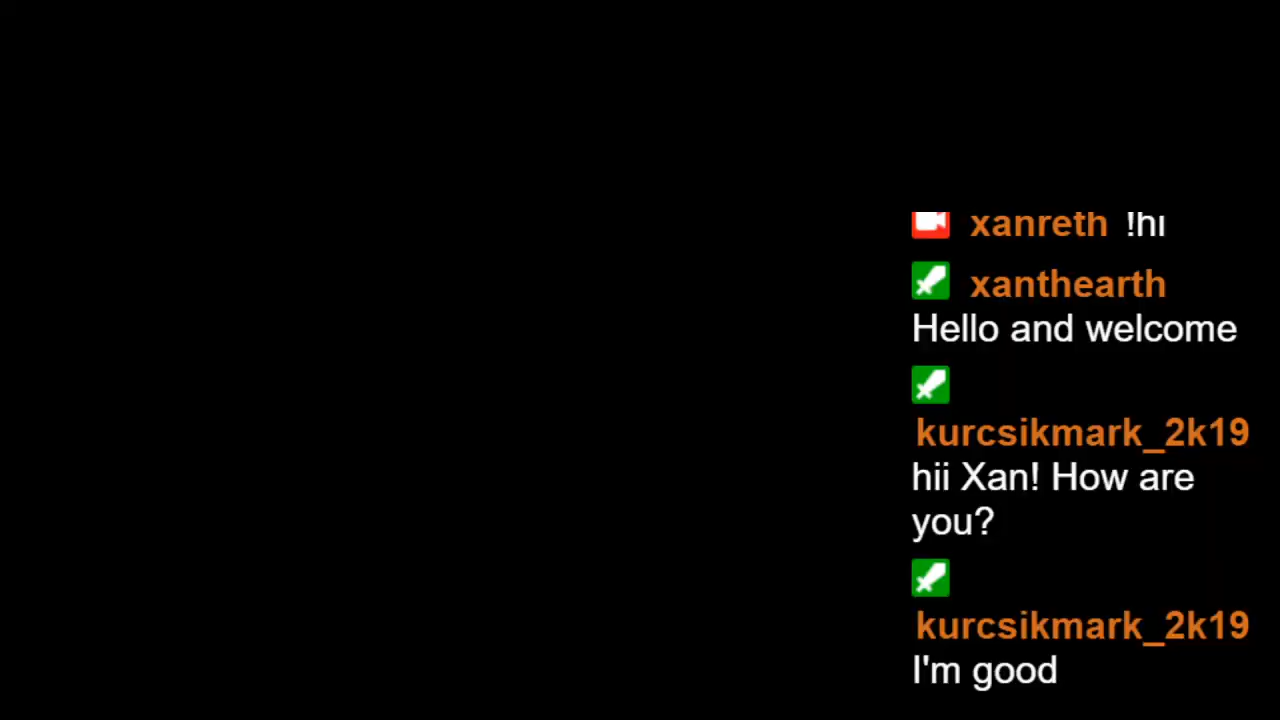 xanreth !hi
xanthearth
Hello and welcome
kurcsikmark_2k19
hii Xan! How are
you?
kurcsikmark_2k19
I'm good